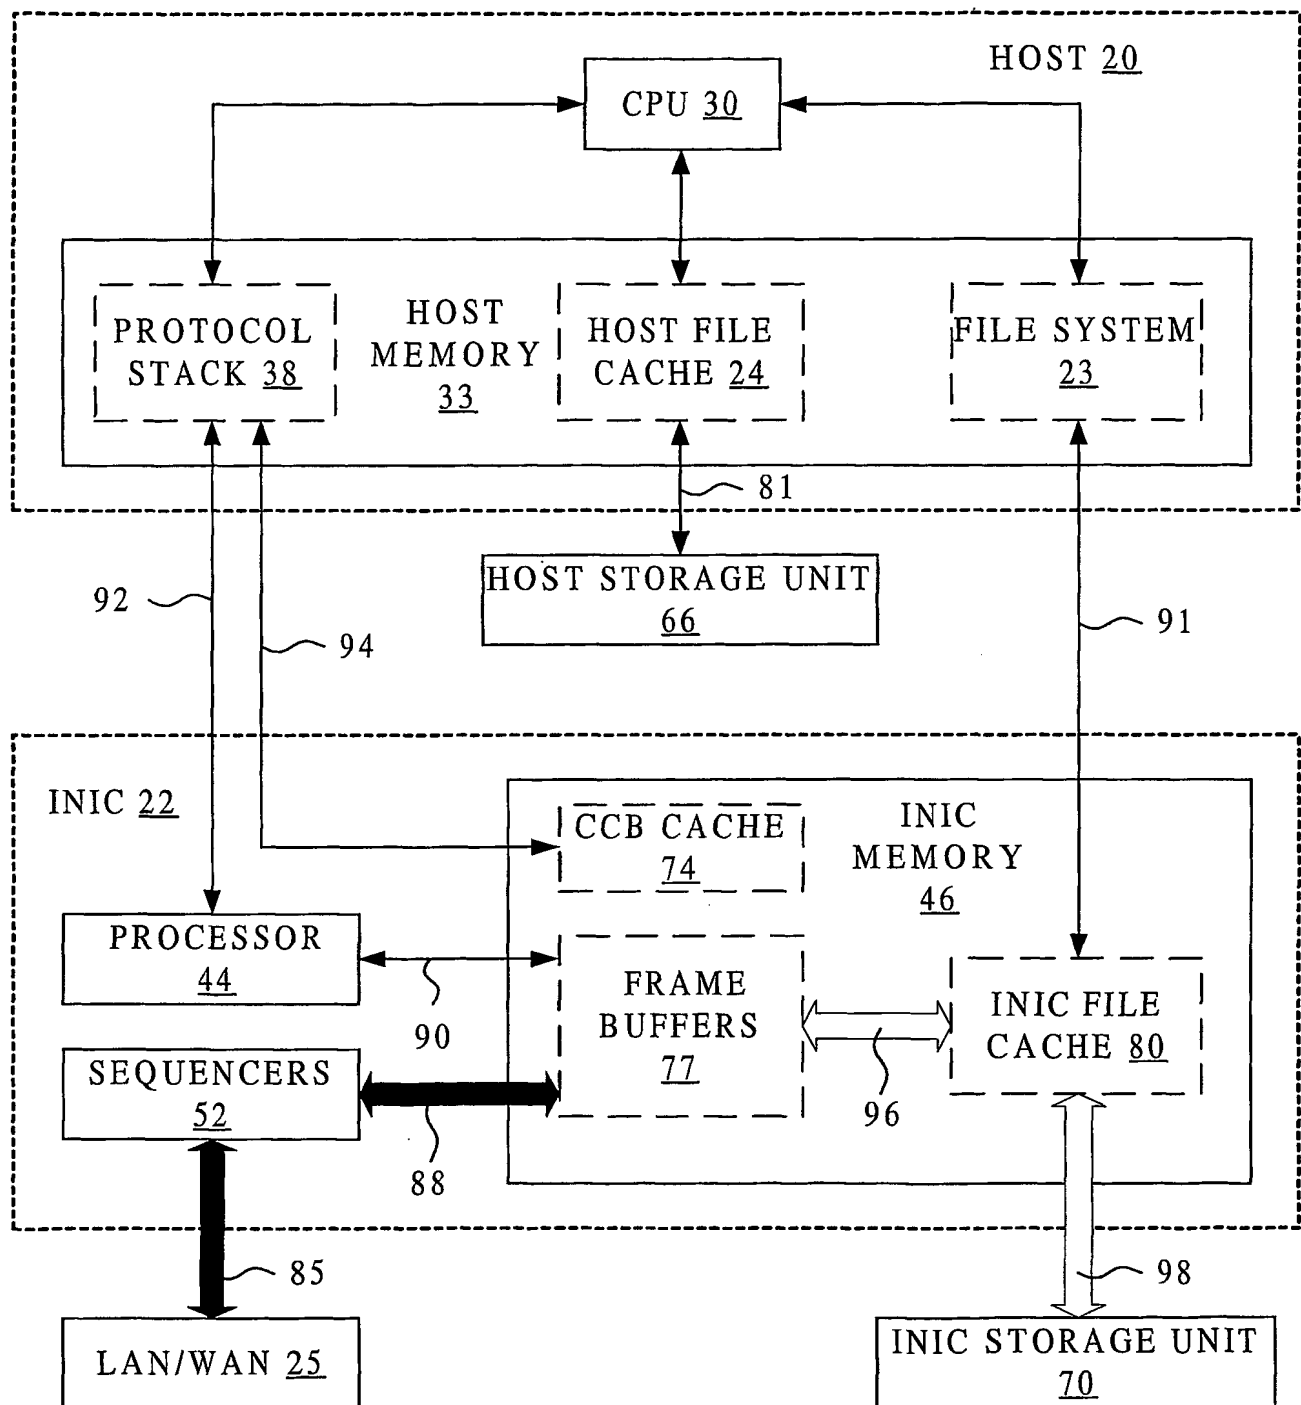 HOST 20
CPU 30
PROTOCOL
STACK 38
HOST
MEMORY
33
HOST FILE
CACHE 24
FILE SYSTEM
23
81
HOST STORAGE UNIT
66
92
94
91
INIC 22
CCB CACHE
74
INIC
MEMORY
46
PROCESSOR
44
90
FRAME
BUFFERS
77
INIC FILE
CACHE 80
SEQUENCERS
52
96
88
85
98
LAN/WAN 25
INIC STORAGE UNIT
70